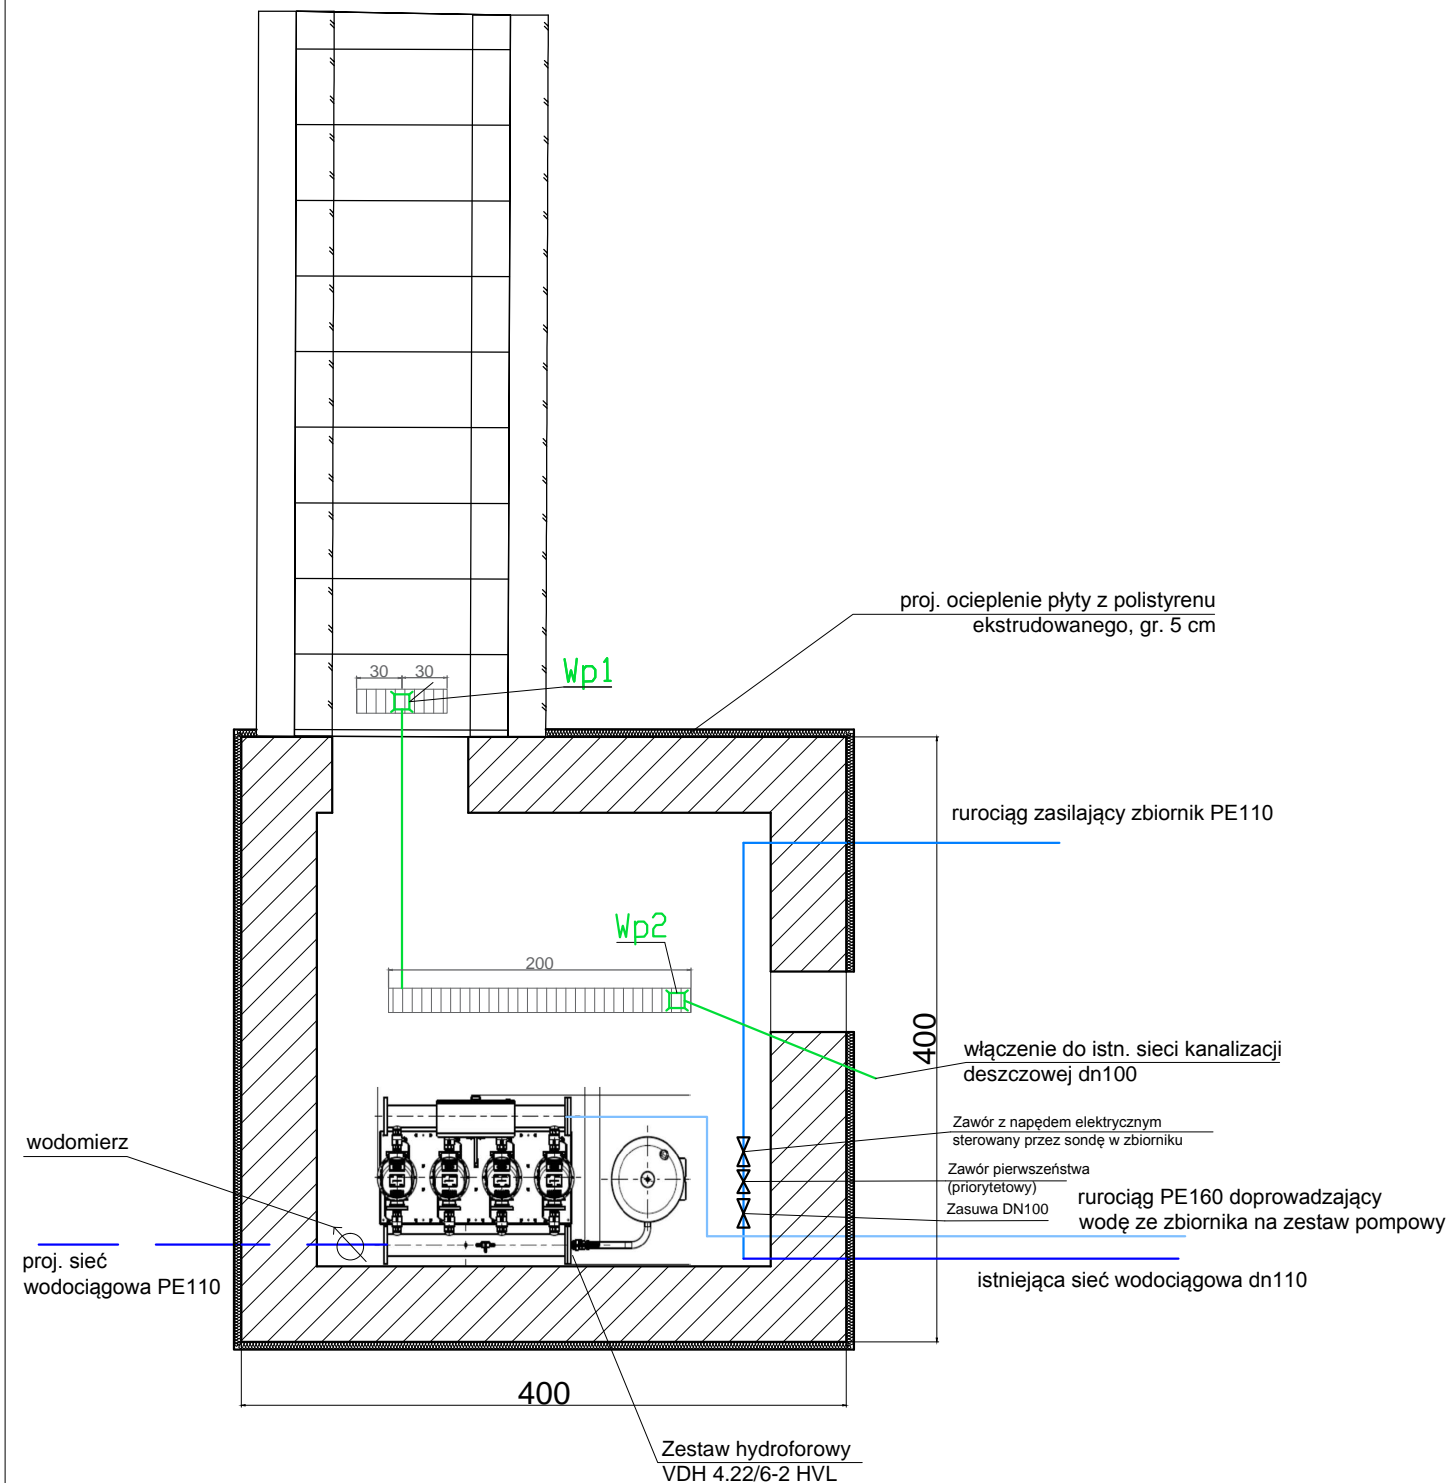 proj. ocieplenie płyty z polistyrenu
ekstrudowanego, gr. 5 cm
30
30
Wp1
rurociąg zasilający zbiornik PE110
Wp2
200
400
włączenie do istn. sieci kanalizacji
deszczowej dn100
Zawór z napędem elektrycznym
sterowany przez sondę w zbiorniku
wodomierz
Zawór pierwszeństwa
(priorytetowy)
Zasuwa DN100
rurociąg PE160 doprowadzający
wodę ze zbiornika na zestaw pompowy
proj. sieć
wodociągowa PE110
istniejąca sieć wodociągowa dn110
400
Zestaw hydroforowy
VDH 4.22/6-2 HVL